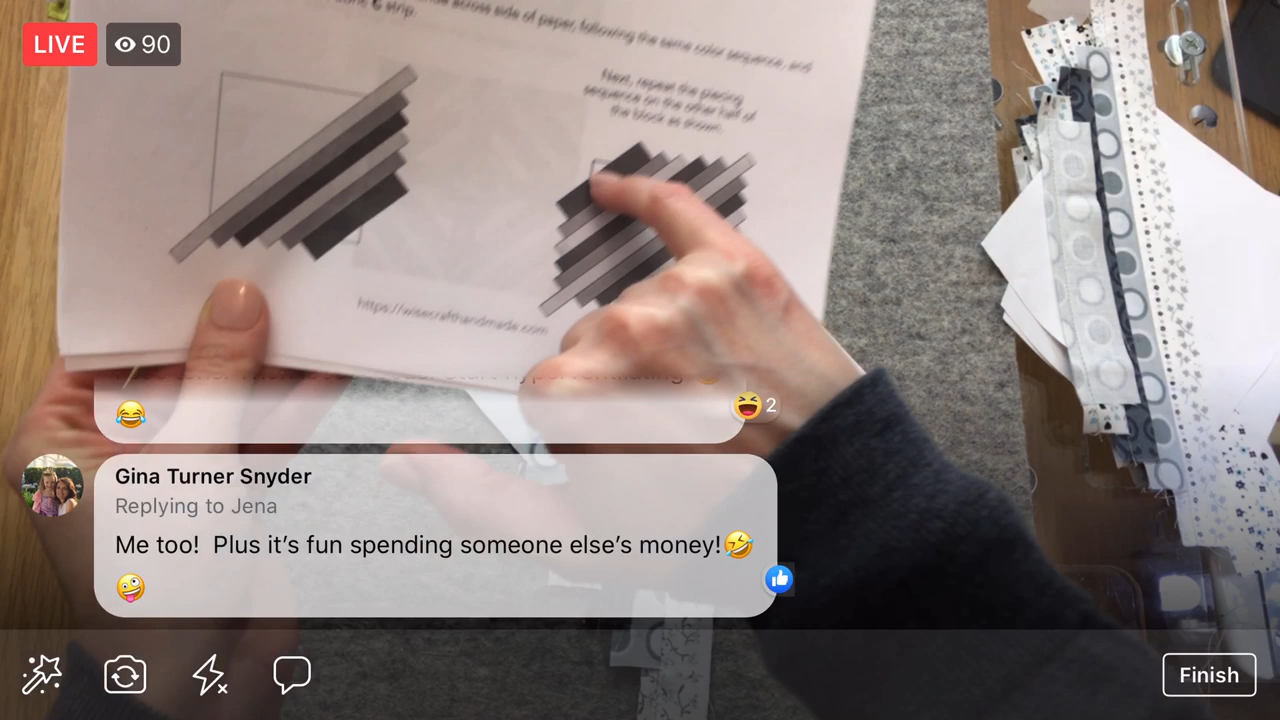 LIVE
90
strip.
across side of paper, following the same color sequence, and
Next, repeat the piecing
sequence on the other half of
the block as shown.
https://wisecrafthandmade.com
😂
😆 2
Gina Turner Snyder
Replying to Jena
Me too! Plus it’s fun spending someone else’s money!🤣
🤪
Finish